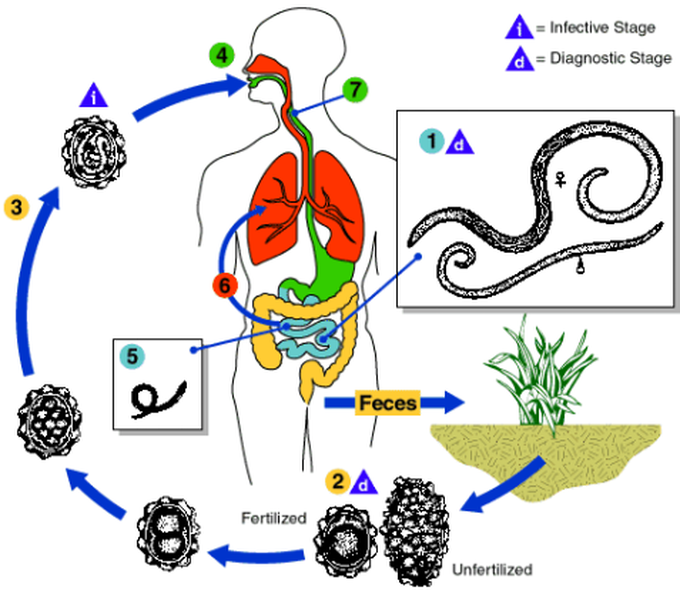 i = Infective Stage
d = Diagnostic Stage
4
7
i
1 d
♀
3
6
5
Feces
2 d
Fertilized
Unfertilized